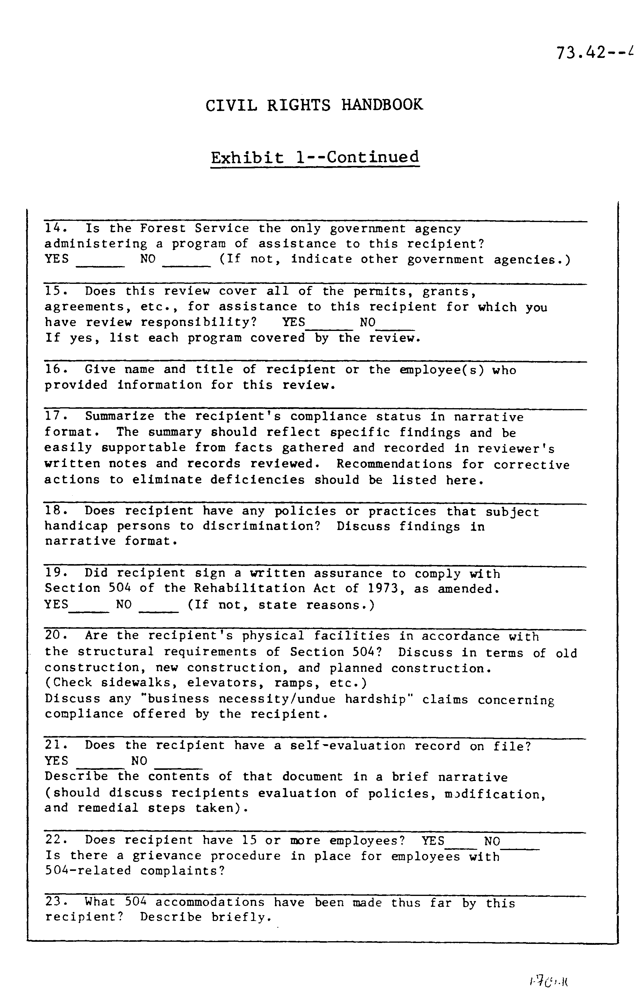 73.42--4
CIVIL RIGHTS HANDBOOK
Exhibit 1--Continued
14. Is the Forest Service the only government agency
administering a program of assistance to this recipient?
YES ______ NO ______ (If not, indicate other government agencies.)
15. Does this review cover all of the permits, grants,
agreements, etc., for assistance to this recipient for which you
have review responsibility? YES______ NO_____
If yes, list each program covered by the review.
16. Give name and title of recipient or the employee(s) who
provided information for this review.
17. Summarize the recipient's compliance status in narrative
format. The summary should reflect specific findings and be
easily supportable from facts gathered and recorded in reviewer's
written notes and records reviewed. Recommendations for corrective
actions to eliminate deficiencies should be listed here.
18. Does recipient have any policies or practices that subject
handicap persons to discrimination? Discuss findings in
narrative format.
19. Did recipient sign a written assurance to comply with
Section 504 of the Rehabilitation Act of 1973, as amended.
YES_____ NO _____ (If not, state reasons.)
20. Are the recipient's physical facilities in accordance with
the structural requirements of Section 504? Discuss in terms of old
construction, new construction, and planned construction.
(Check sidewalks, elevators, ramps, etc.)
Discuss any "business necessity/undue hardship" claims concerning
compliance offered by the recipient.
21. Does the recipient have a self-evaluation record on file?
YES ______ NO ______
Describe the contents of that document in a brief narrative
(should discuss recipients evaluation of policies, modification,
and remedial steps taken).
22. Does recipient have 15 or more employees? YES____ NO_____
Is there a grievance procedure in place for employees with
504-related complaints?
23. What 504 accommodations have been made thus far by this
recipient? Describe briefly.